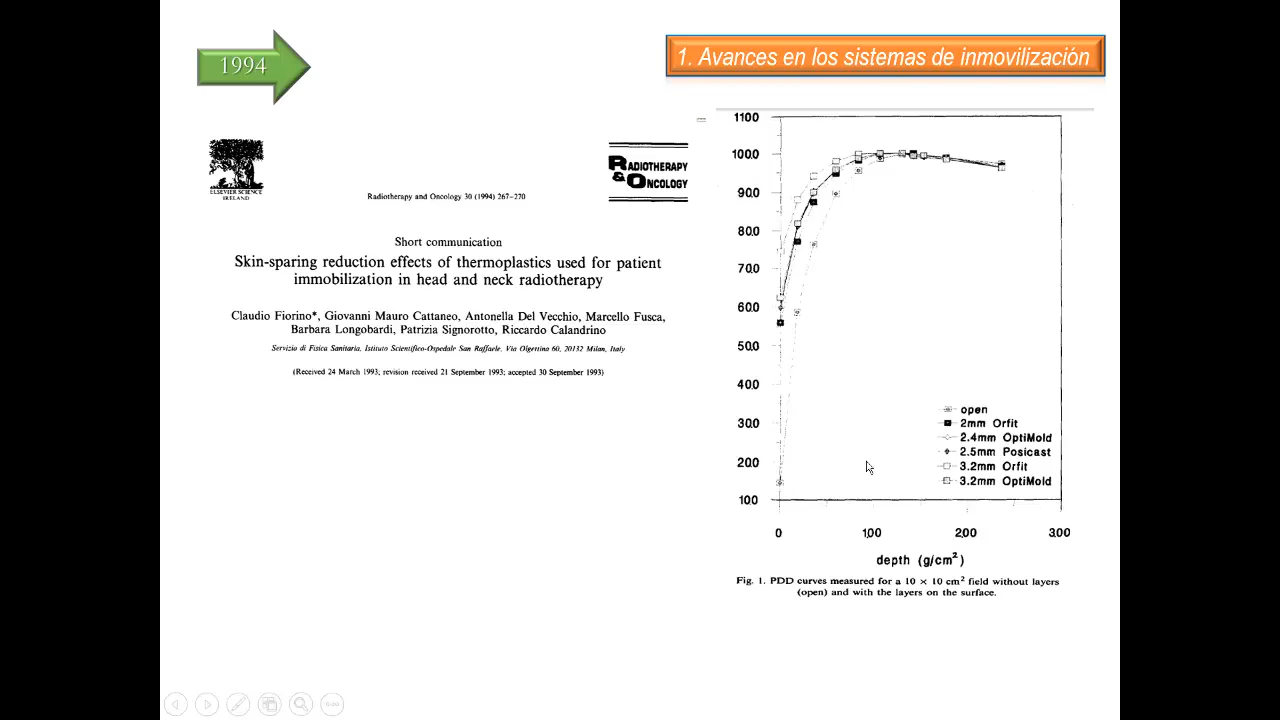 1994
1. Avances en los sistemas de inmovilización
ELSEVIER SCIENCE
IRELAND
Radiotherapy and Oncology 30 (1994) 267-270
RADIOTHERAPY
& ONCOLOGY
Short communication
Skin-sparing reduction effects of thermoplastics used for patient
immobilization in head and neck radiotherapy
Claudio Fiorino*, Giovanni Mauro Cattaneo, Antonella Del Vecchio, Marcello Fusca,
Barbara Longobardi, Patrizia Signorotto, Riccardo Calandrino
Servizio di Fisica Sanitaria, Istituto Scientifico-Ospedale San Raffaele, Via Olgettina 60, 20132 Milan, Italy
(Received 24 March 1993; revision received 21 September 1993; accepted 30 September 1993)
110.0
100.0
90.0
80.0
70.0
60.0
50.0
40.0
30.0
20.0
10.0
open
2mm Orfit
2.4mm OptiMold
2.5mm Posicast
3.2mm Orfit
3.2mm OptiMold
0 1.00 2.00 3.00
depth (g/cm²)
Fig. 1. PDD curves measured for a 10 × 10 cm² field without layers
(open) and with the layers on the surface.